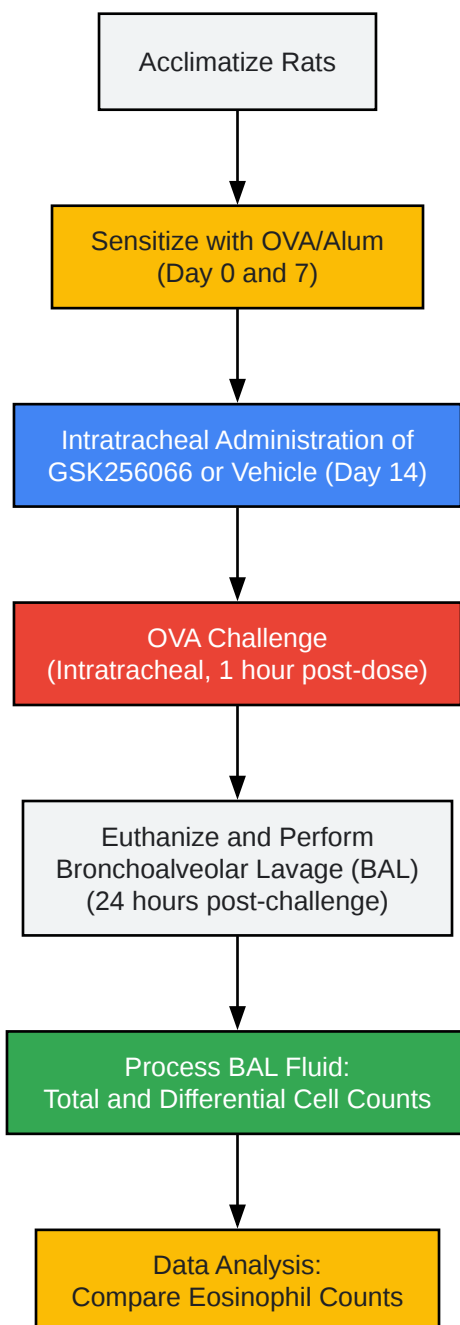 Acclimatize Rats
Sensitize with OVA/Alum
(Day 0 and 7)
Intratracheal Administration of
GSK256066 or Vehicle (Day 14)
OVA Challenge
(Intratracheal, 1 hour post-dose)
Euthanize and Perform
Bronchoalveolar Lavage (BAL)
(24 hours post-challenge)
Process BAL Fluid:
Total and Differential Cell Counts
Data Analysis:
Compare Eosinophil Counts